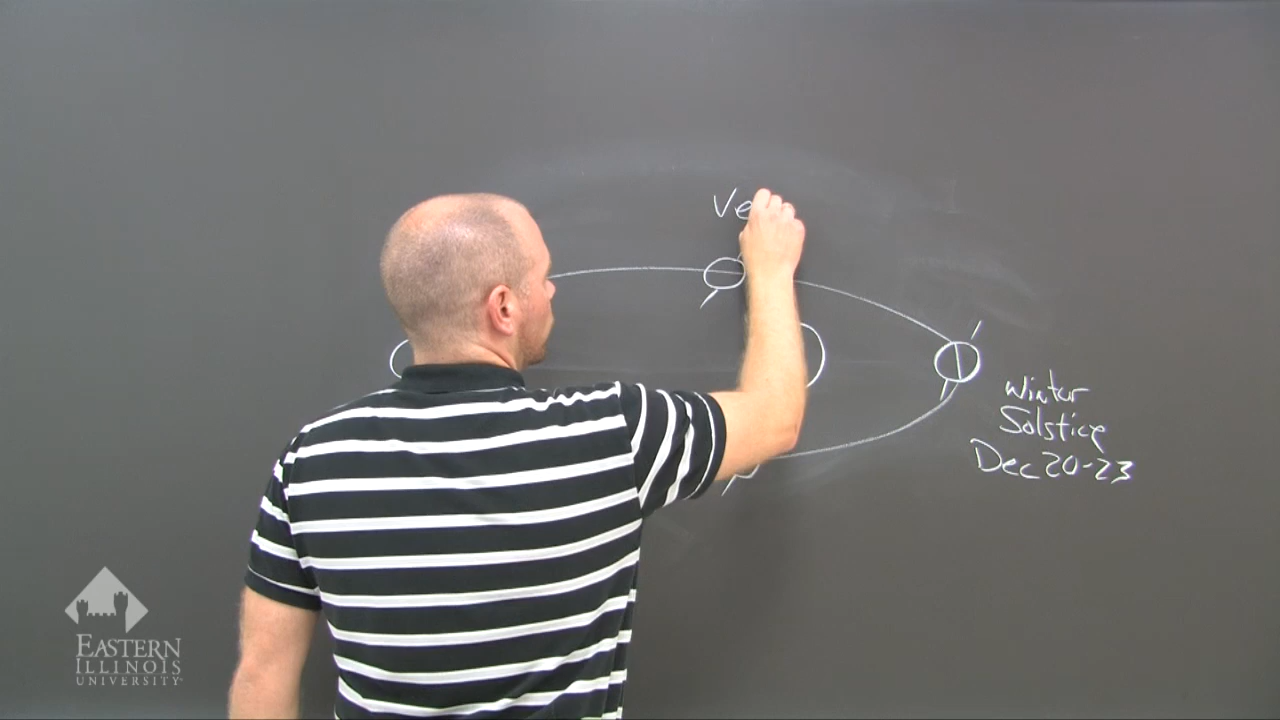 Ve
Winter
Solstice
Dec 20-23
EASTERN
ILLINOIS
UNIVERSITY